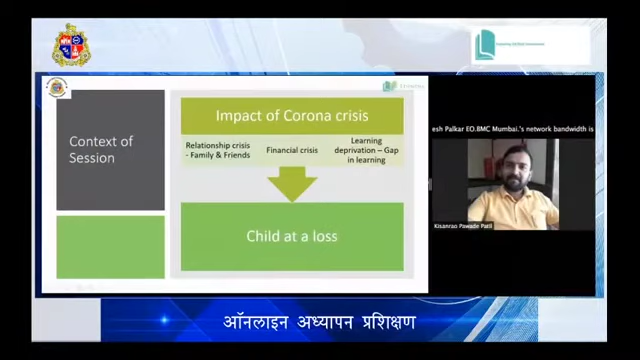 Context of
Session
Impact of Corona crisis
Relationship crisis
- Family & Friends
Financial crisis
Learning
deprivation – Gap
in learning
Child at a loss
esh Palkar EO.BMC Mumbai.'s network bandwidth is
Kisanrao Pawade Patil
ऑनलाइन अध्यापन प्रशिक्षण